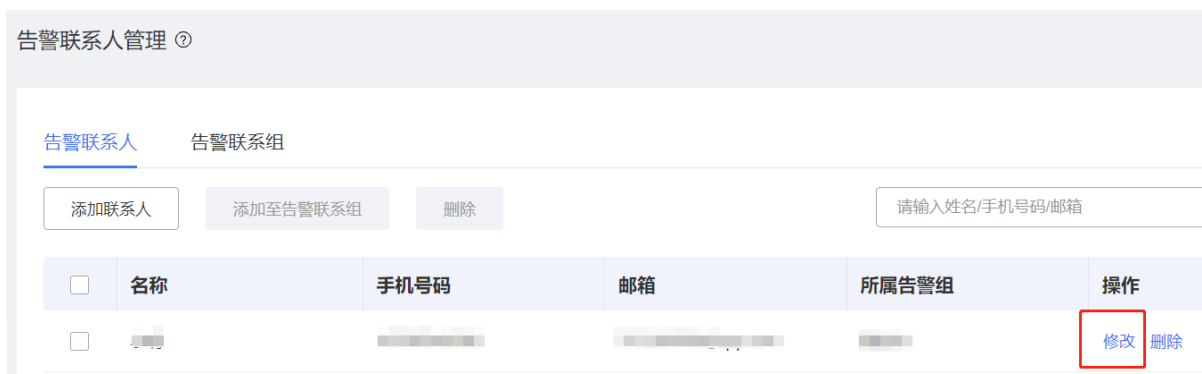 告警联系人管理 ?
告警联系人 告警联系组
添加联系人 添加至告警联系组 删除 请输入姓名/手机号码/邮箱
名称 手机号码 邮箱 所属告警组 操作
修改 删除